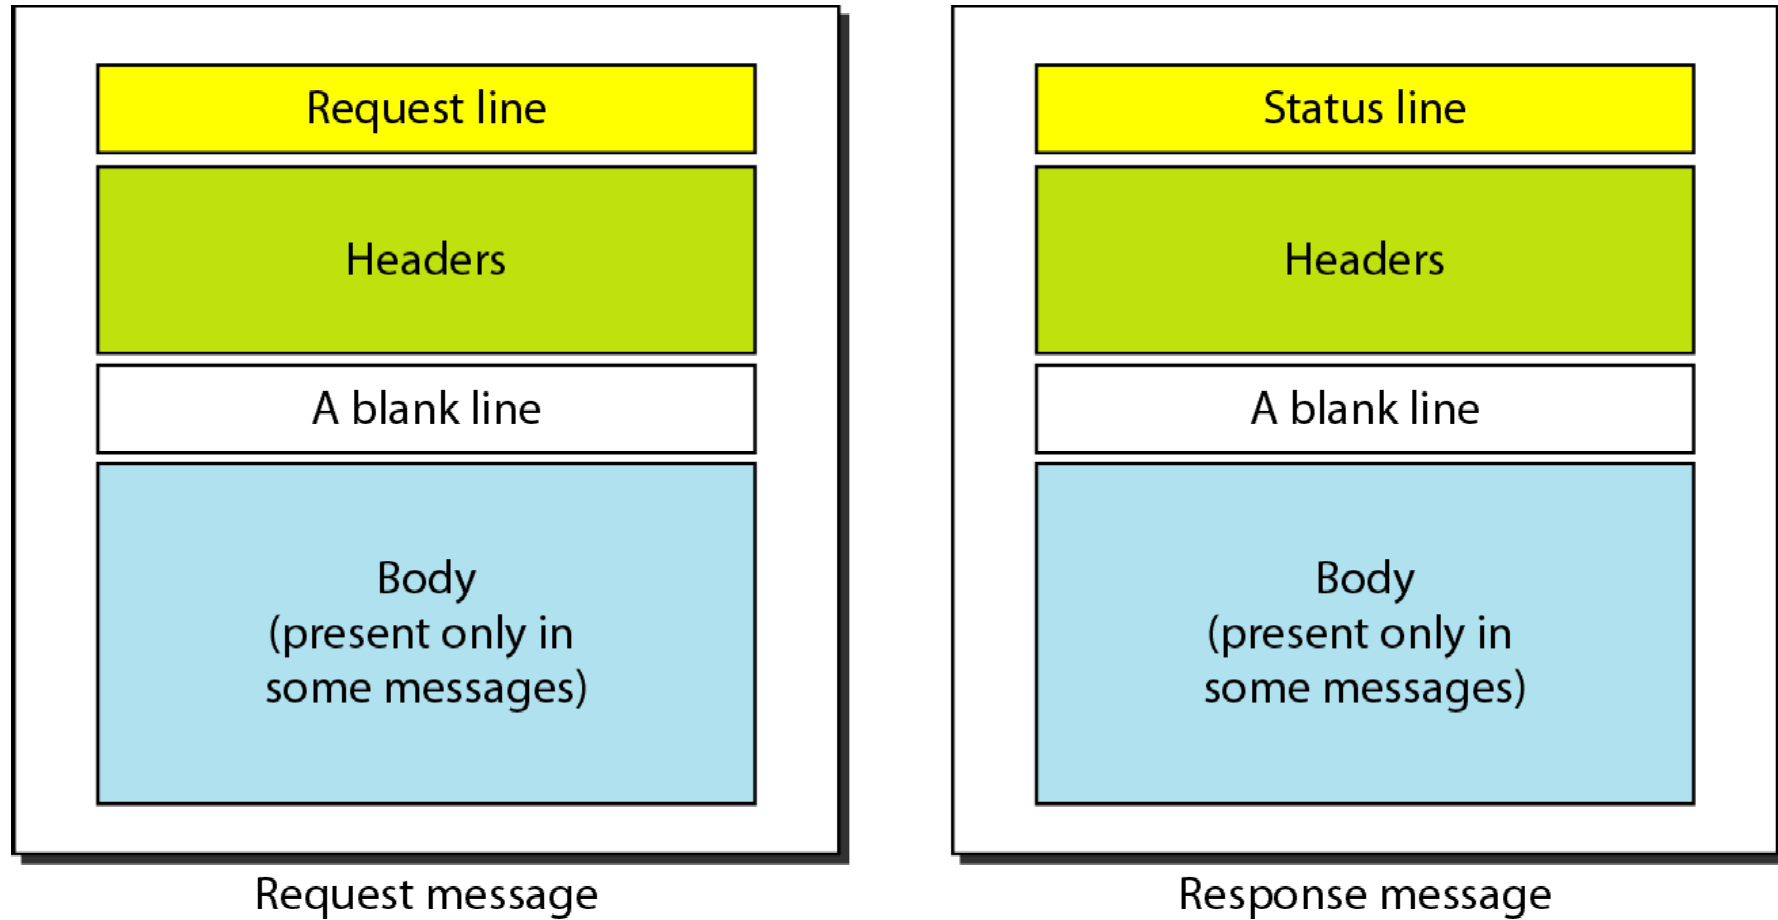 Request line
Headers
A blank line
Body
(present only in
some messages)
Request message
Status line
Headers
A blank line
Body
(present only in
some messages)
Response message